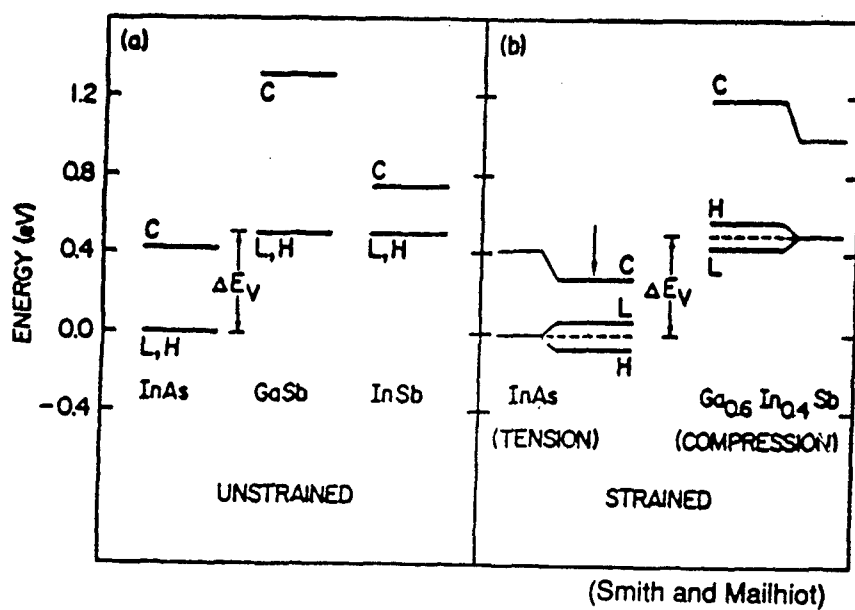 (a)
C
1.2
0.8
C
C
0.4
L,H
L,H
ΔE_V
0.0
L,H
InAs
GaSb
InSb
-0.4
ENERGY (eV)
UNSTRAINED
(b)
C
H
L
C
ΔE_V
L
H
InAs
Ga0.6 In0.4 Sb
(TENSION)
(COMPRESSION)
STRAINED
(Smith and Mailhiot)